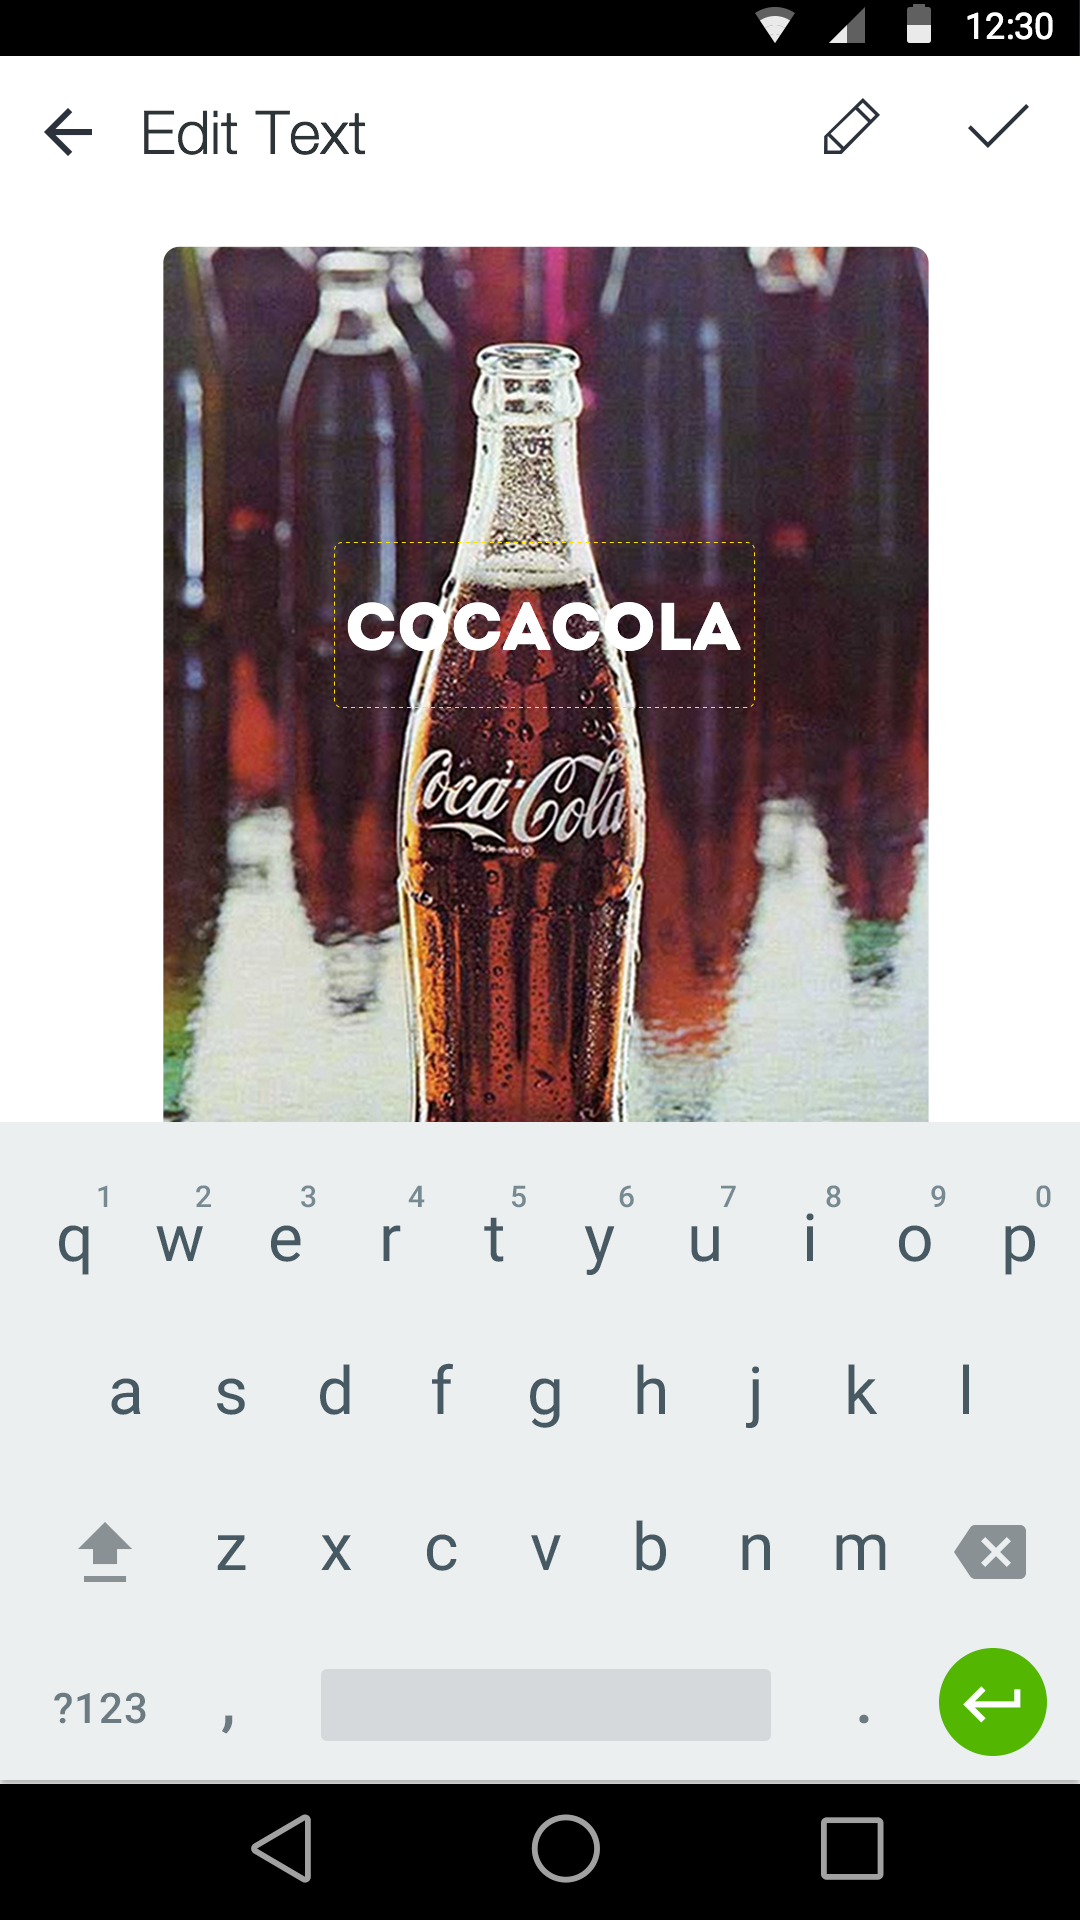 12:30
Edit Text
COCACOLA
Coca-Cola
Trade-mark ®
1 2 3 4 5 6 7 8 9 0
q w e r t y u i o p
a s d f g h j k l
z x c v b n m
?123 , .